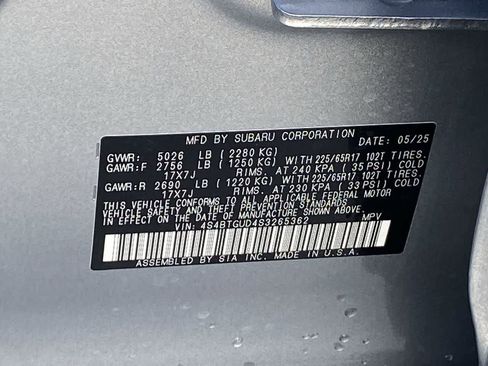 MFD BY SUBARU CORPORATION DATE: 05/25
GVWR: 5026 LB (2280 KG)
GAWR:F 2756 LB (1250 KG) WITH 225/65R17 102T TIRES.
17X7J RIMS. AT 240 KPA (35 PSI) COLD
GAWR:R 2690 LB (1220 KG) WITH 225/65R17 102T TIRES.
17X7J RIMS. AT 230 KPA (33 PSI) COLD
THIS VEHICLE CONFORMS TO ALL APPLICABLE FEDERAL MOTOR
VEHICLE SAFETY, BUMPER, AND THEFT PREVENTION STANDARDS
IN EFFECT ON THE DATE OF MANUFACTURE SHOWN ABOVE.
VIN: 4S4BTGUD4S3265362 MPV
ASSEMBLED BY SIA INC. MADE IN U.S.A.